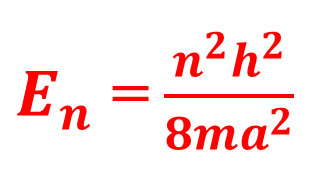 Eₙ = n²h² / 8ma²